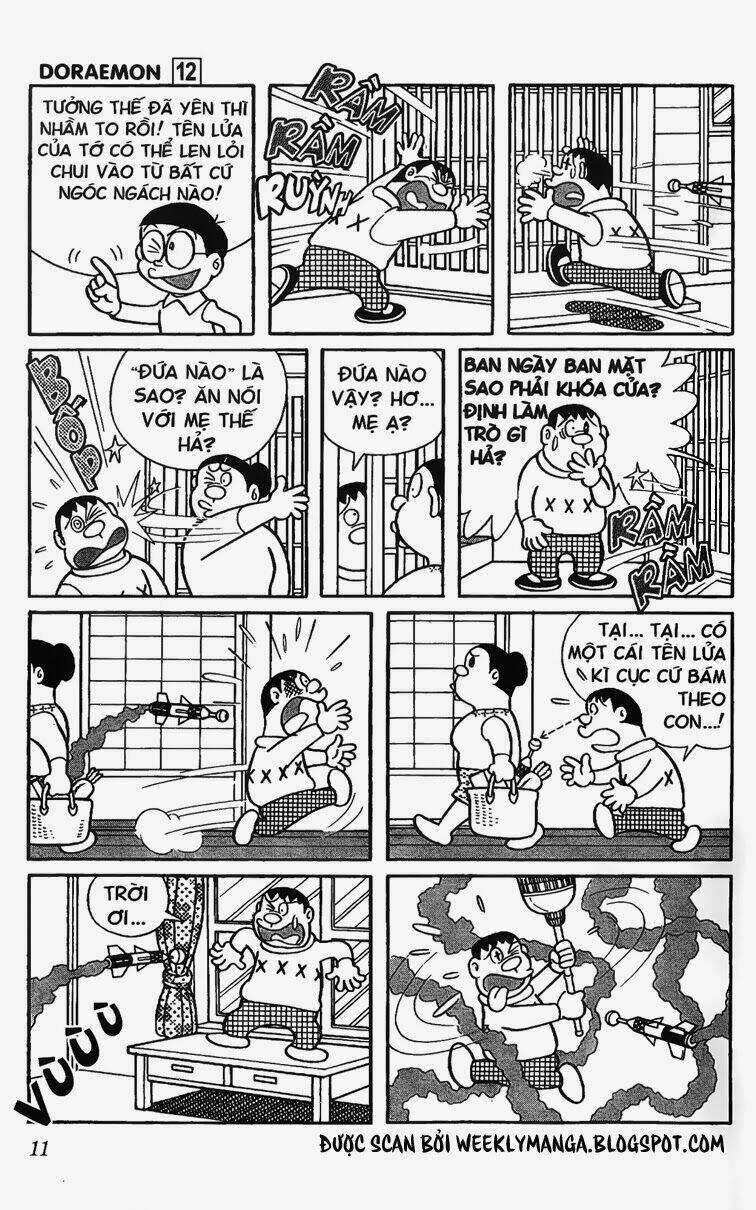 DORAEMON 12
TƯỞNG THẾ ĐÃ YÊN THÌ
NHẦM TO RỒI! TÊN LỬA
CỦA TỚ CÓ THỂ LEN LỎI
CHUI VÀO TỪ BẤT CỨ
NGÓC NGÁCH NÀO!
RẦM
RẦM
RUỲNH
BAN NGÀY BAN MẶT
SAO PHẢI KHÓA CỬA?
ĐỊNH LÀM
TRÒ GÌ
HẢ?
RẦM
RẦM
ĐỨA NÀO
VẬY? HƠ...
MẸ Ạ?
"ĐỨA NÀO" LÀ
SAO? ĂN NÓI
VỚI MẸ THẾ
HẢ?
BỐP
TẠI... TẠI... CÓ
MỘT CÁI TÊN LỬA
KÌ CỤC CỨ BÁM
THEO
CON...!
TRỜI
ƠI...
VÙÙÙ
11
ĐƯỢC SCAN BỞI WEEKLYMANGA.BLOGSPOT.COM